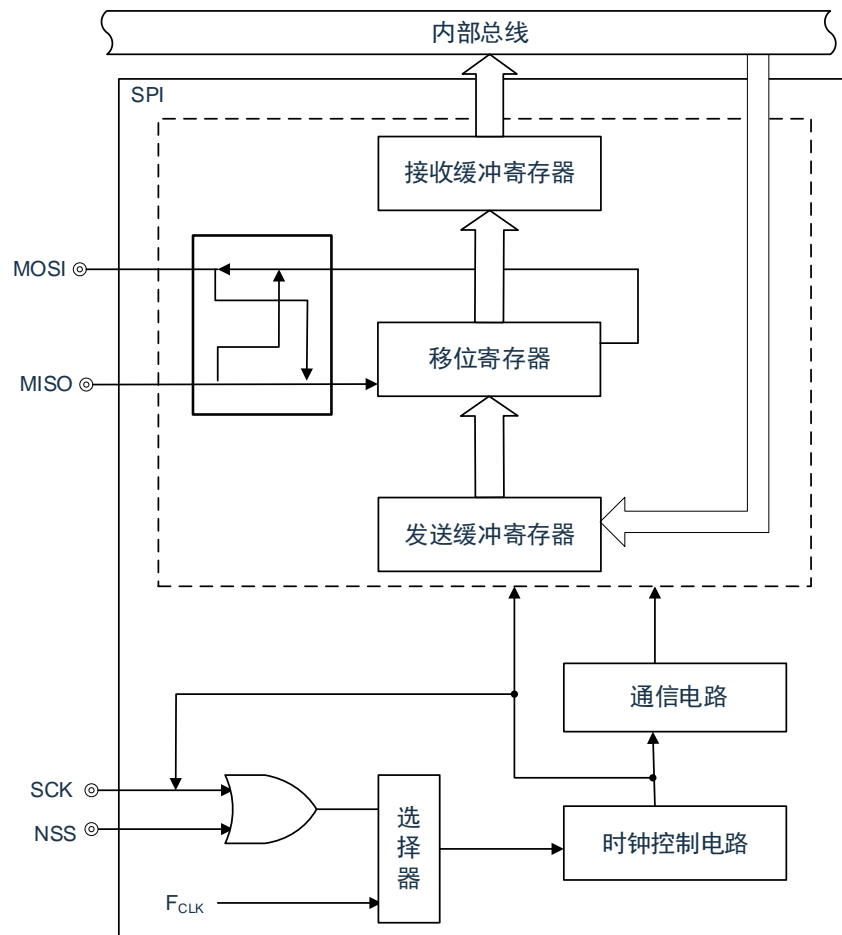 内部总线
SPI
接收缓冲寄存器
MOSI
移位寄存器
MISO
发送缓冲寄存器
通信电路
SCK
NSS
选择器
时钟控制电路
FCLK